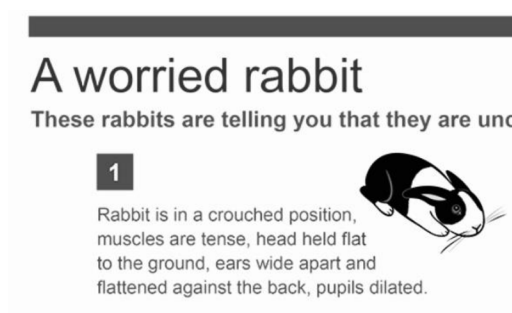 A worried rabbit
These rabbits are telling you that they are unc
1
Rabbit is in a crouched position,
muscles are tense, head held flat
to the ground, ears wide apart and
flattened against the back, pupils dilated.